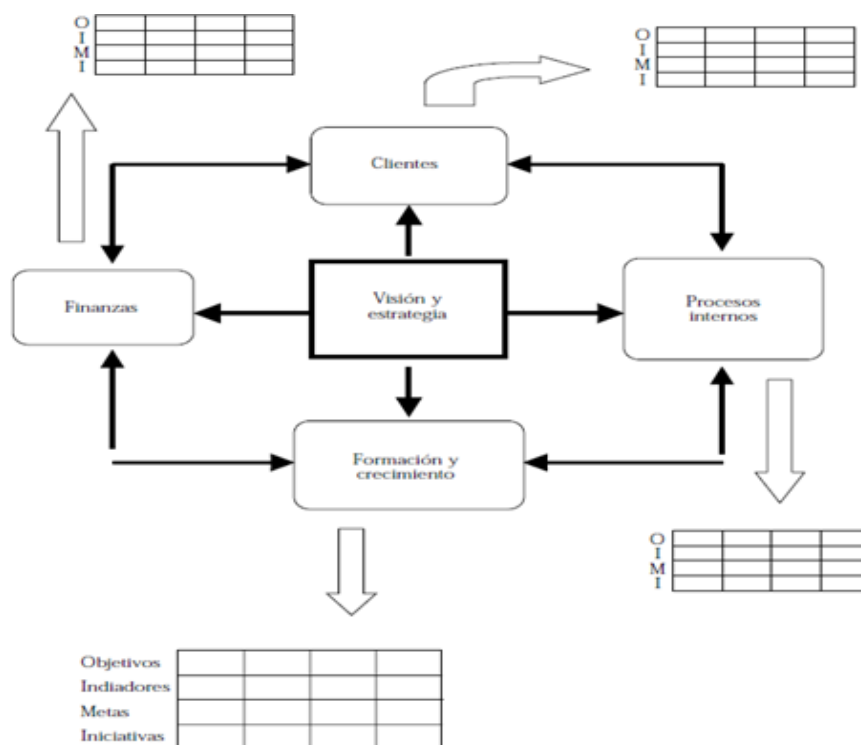 O
I
M
I
O
I
M
I
Clientes
Finanzas
Visión y
estrategia
Procesos
internos
Formación y
crecimiento
O
I
M
I
Objetivos
Indiadores
Metas
Iniciativas